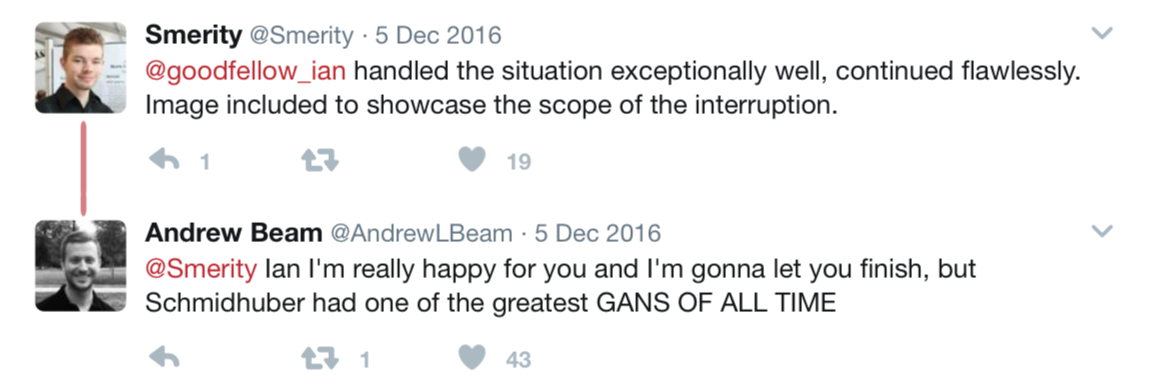 Smerity @Smerity · 5 Dec 2016
@goodfellow_ian handled the situation exceptionally well, continued flawlessly.
Image included to showcase the scope of the interruption.
1 19
Andrew Beam @AndrewLBeam · 5 Dec 2016
@Smerity Ian I'm really happy for you and I'm gonna let you finish, but
Schmidhuber had one of the greatest GANS OF ALL TIME
1 43